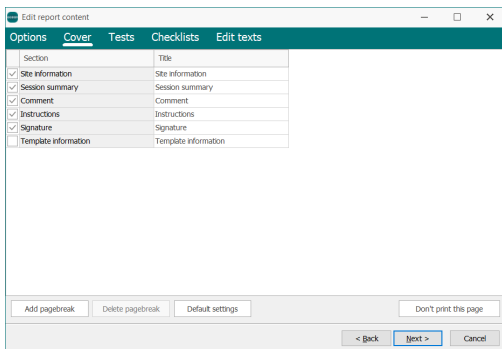 Edit report content
Options Cover Tests Checklists Edit texts
Section Title
Site information Site information
Session summary Session summary
Comment Comment
Instructions Instructions
Signature Signature
Template information Template information
Add pagebreak Delete pagebreak Default settings Don't print this page
< Back Next > Cancel